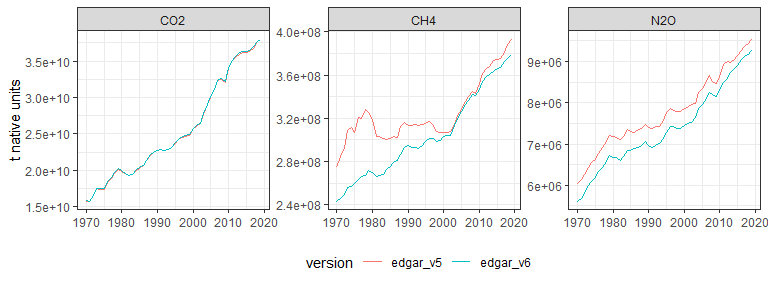 CO2 CH4 N2O
t native units
3.5e+10
3.0e+10
2.5e+10
2.0e+10
1.5e+10
1970 1980 1990 2000 2010 2020
4.0e+08
3.6e+08
3.2e+08
2.8e+08
2.4e+08
1970 1980 1990 2000 2010 2020
9e+06
8e+06
7e+06
6e+06
1970 1980 1990 2000 2010 2020
version edgar_v5 edgar_v6